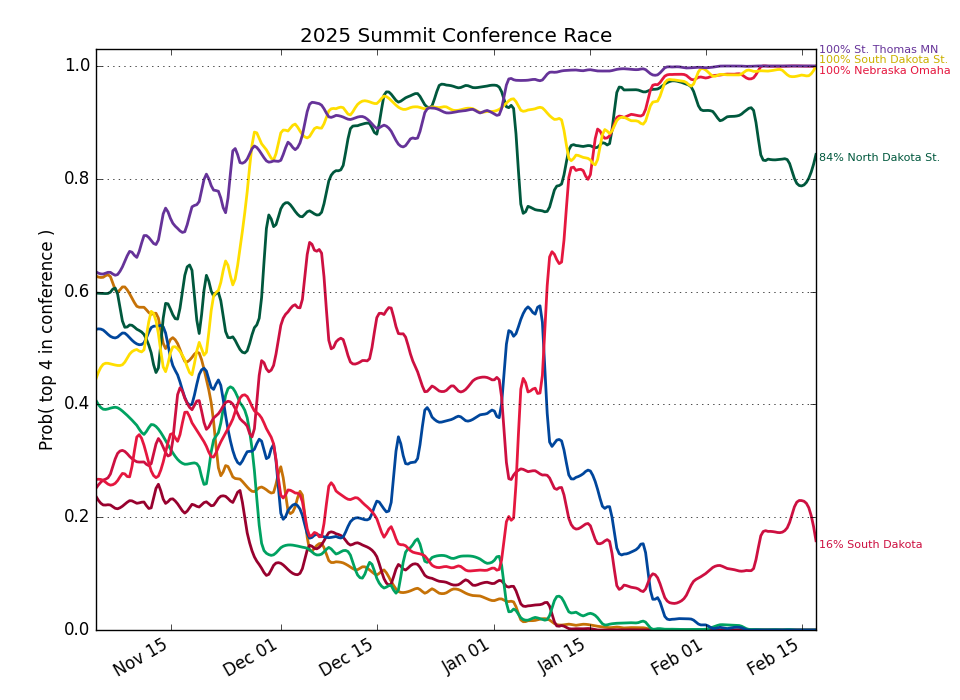 2025 Summit Conference Race
100% St. Thomas MN
100% South Dakota St.
100% Nebraska Omaha
84% North Dakota St.
16% South Dakota
Prob( top 4 in conference )
1.0
0.8
0.6
0.4
0.2
0.0
Nov 15
Dec 01
Dec 15
Jan 01
Jan 15
Feb 01
Feb 15